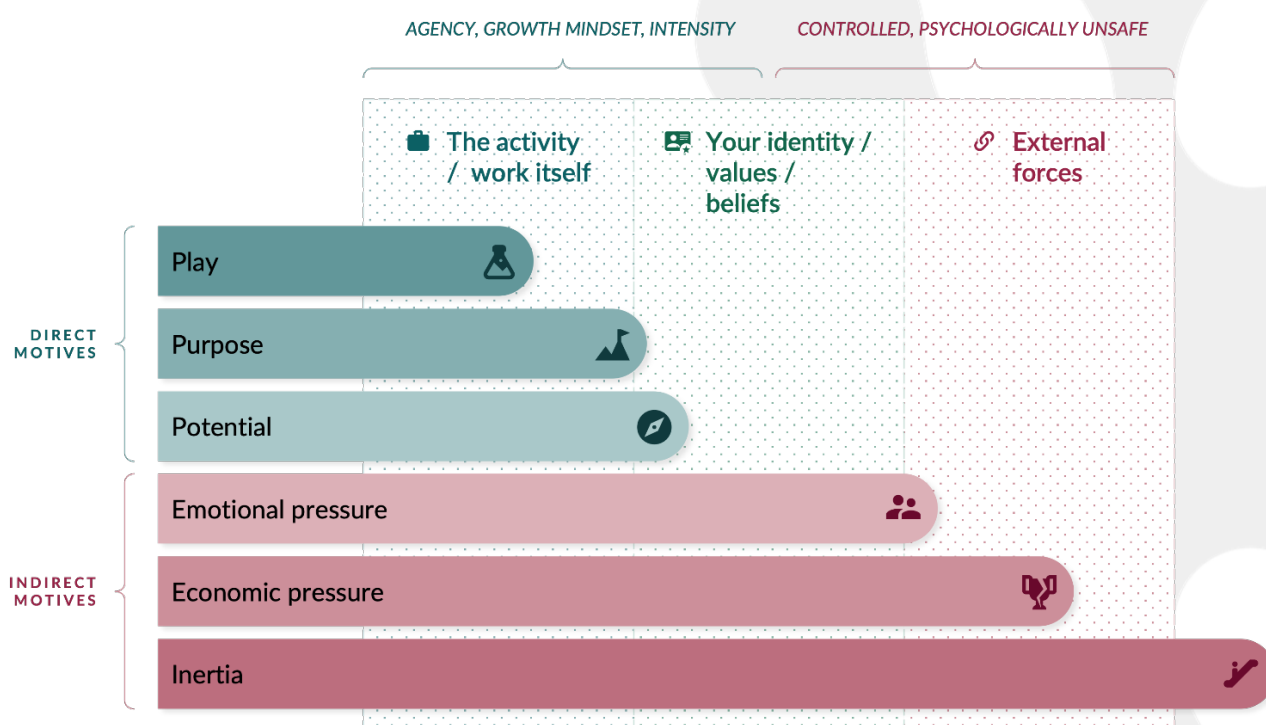 AGENCY, GROWTH MINDSET, INTENSITY
CONTROLLED, PSYCHOLOGICALLY UNSAFE
The activity
/ work itself
Your identity /
values /
beliefs
External
forces
DIRECT
MOTIVES
Play
Purpose
Potential
INDIRECT
MOTIVES
Emotional pressure
Economic pressure
Inertia